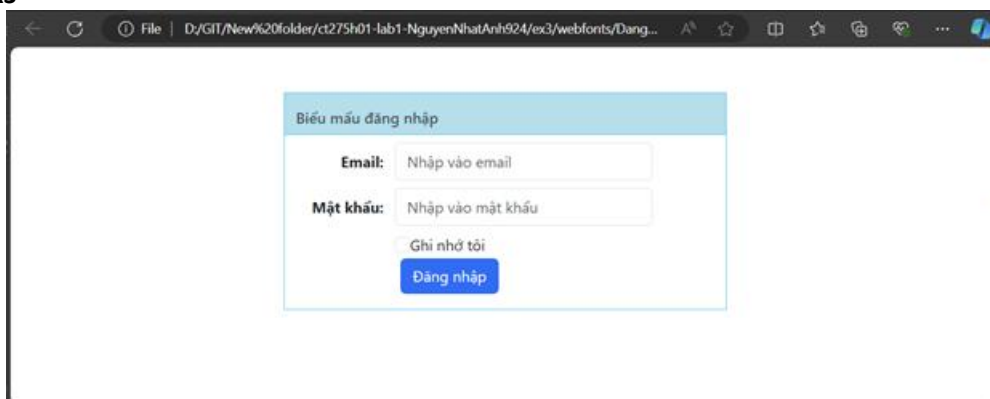 File | D:/GIT/New%20folder/ct275h01-lab1-NguyenNhatAnh924/ex3/webfonts/Dang...
Biểu mẫu đăng nhập
Email: Nhập vào email
Mật khẩu: Nhập vào mật khẩu
Ghi nhớ tôi
Đăng nhập